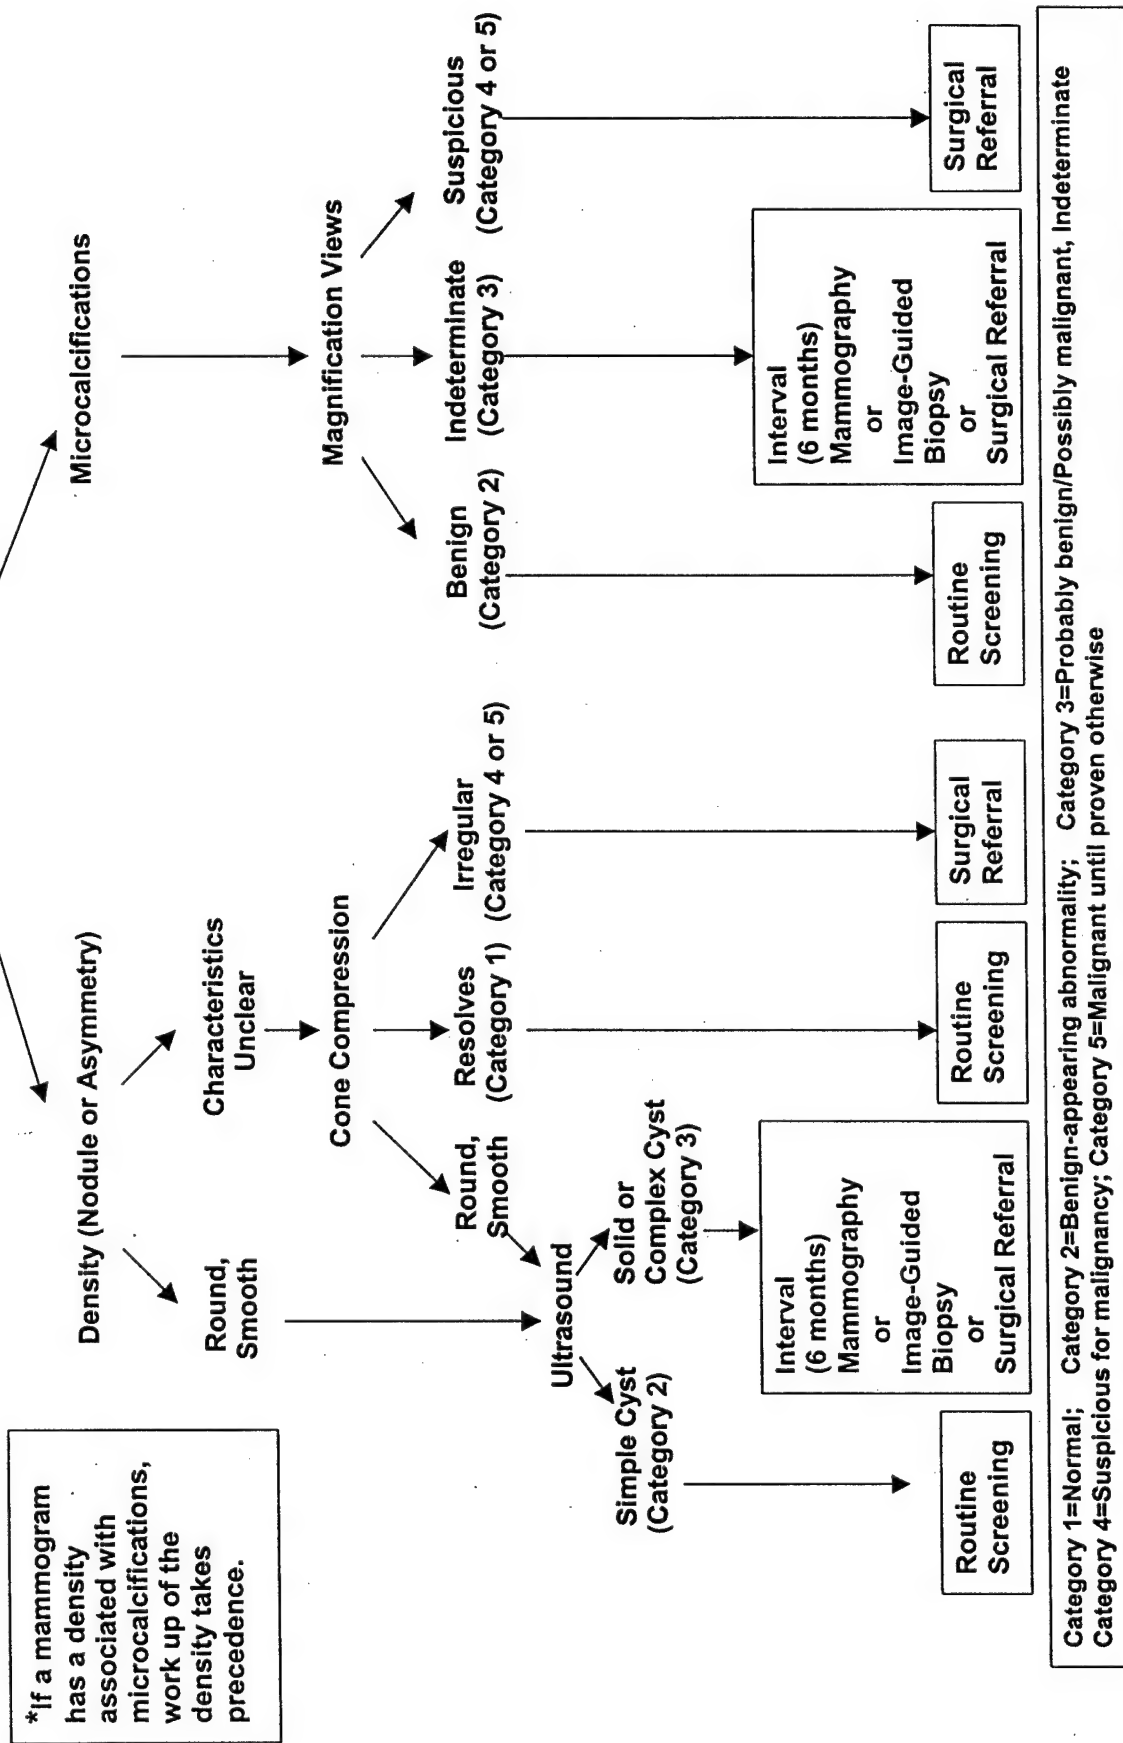 *If a mammogram
has a density
associated with
microcalcifications,
work up of the
density takes
precedence.
Density (Nodule or Asymmetry)
Microcalcifications
Round,
Smooth
Characteristics
Unclear
Cone Compression
Magnification Views
Round,
Smooth
Resolves
(Category 1)
Irregular
(Category 4 or 5)
Benign
(Category 2)
Indeterminate
(Category 3)
Suspicious
(Category 4 or 5)
Ultrasound
Simple Cyst
(Category 2)
Solid or
Complex Cyst
(Category 3)
Routine
Screening
Interval
(6 months)
Mammography
or
Image-Guided
Biopsy
or
Surgical Referral
Routine
Screening
Surgical
Referral
Routine
Screening
Interval
(6 months)
Mammography
or
Image-Guided
Biopsy
or
Surgical Referral
Surgical
Referral
Category 1=Normal; Category 2=Benign-appearing abnormality; Category 3=Probably benign/Possibly malignant, Indeterminate
Category 4=Suspicious for malignancy; Category 5=Malignant until proven otherwise